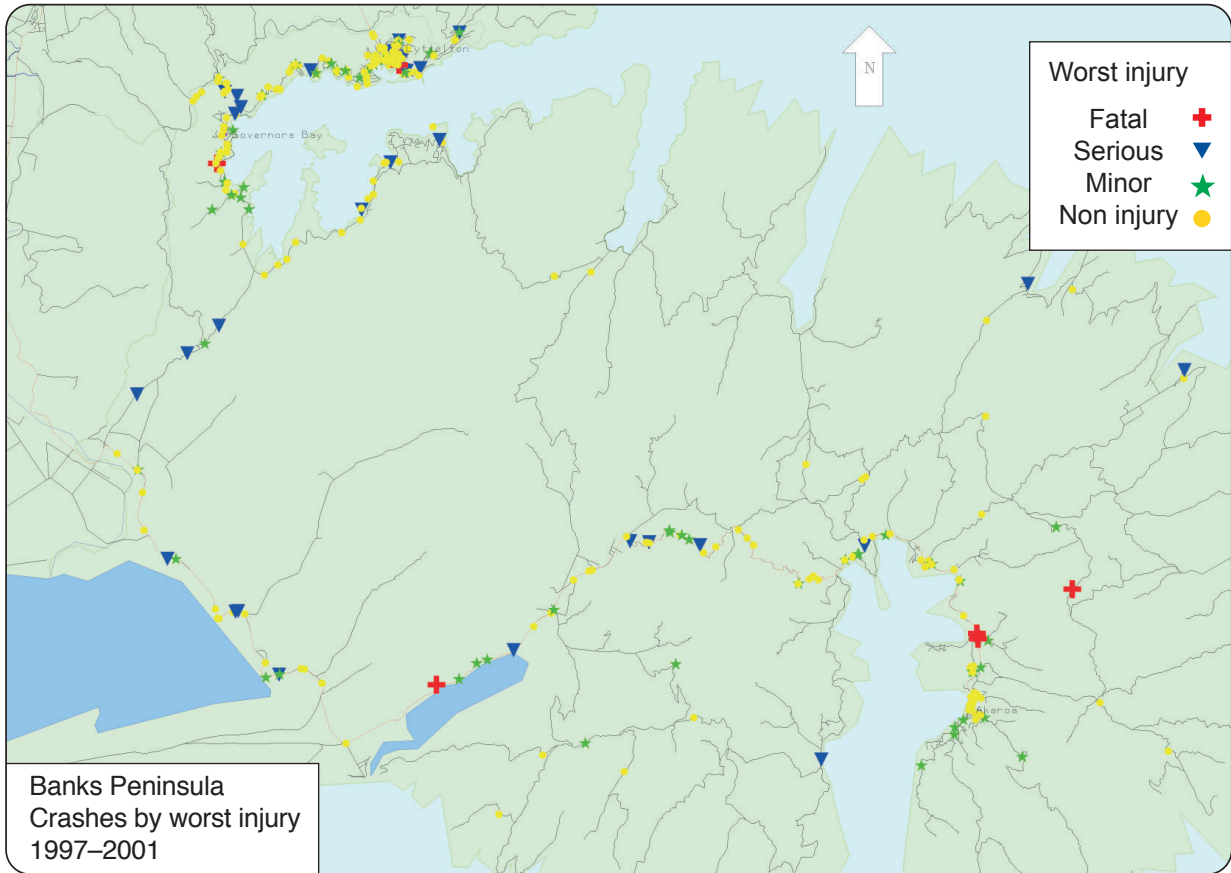 Lyttelton
N
Worst injury
Fatal
Serious
Minor
Non injury
Governors Bay
Akaroa
Banks Peninsula
Crashes by worst injury
1997–2001